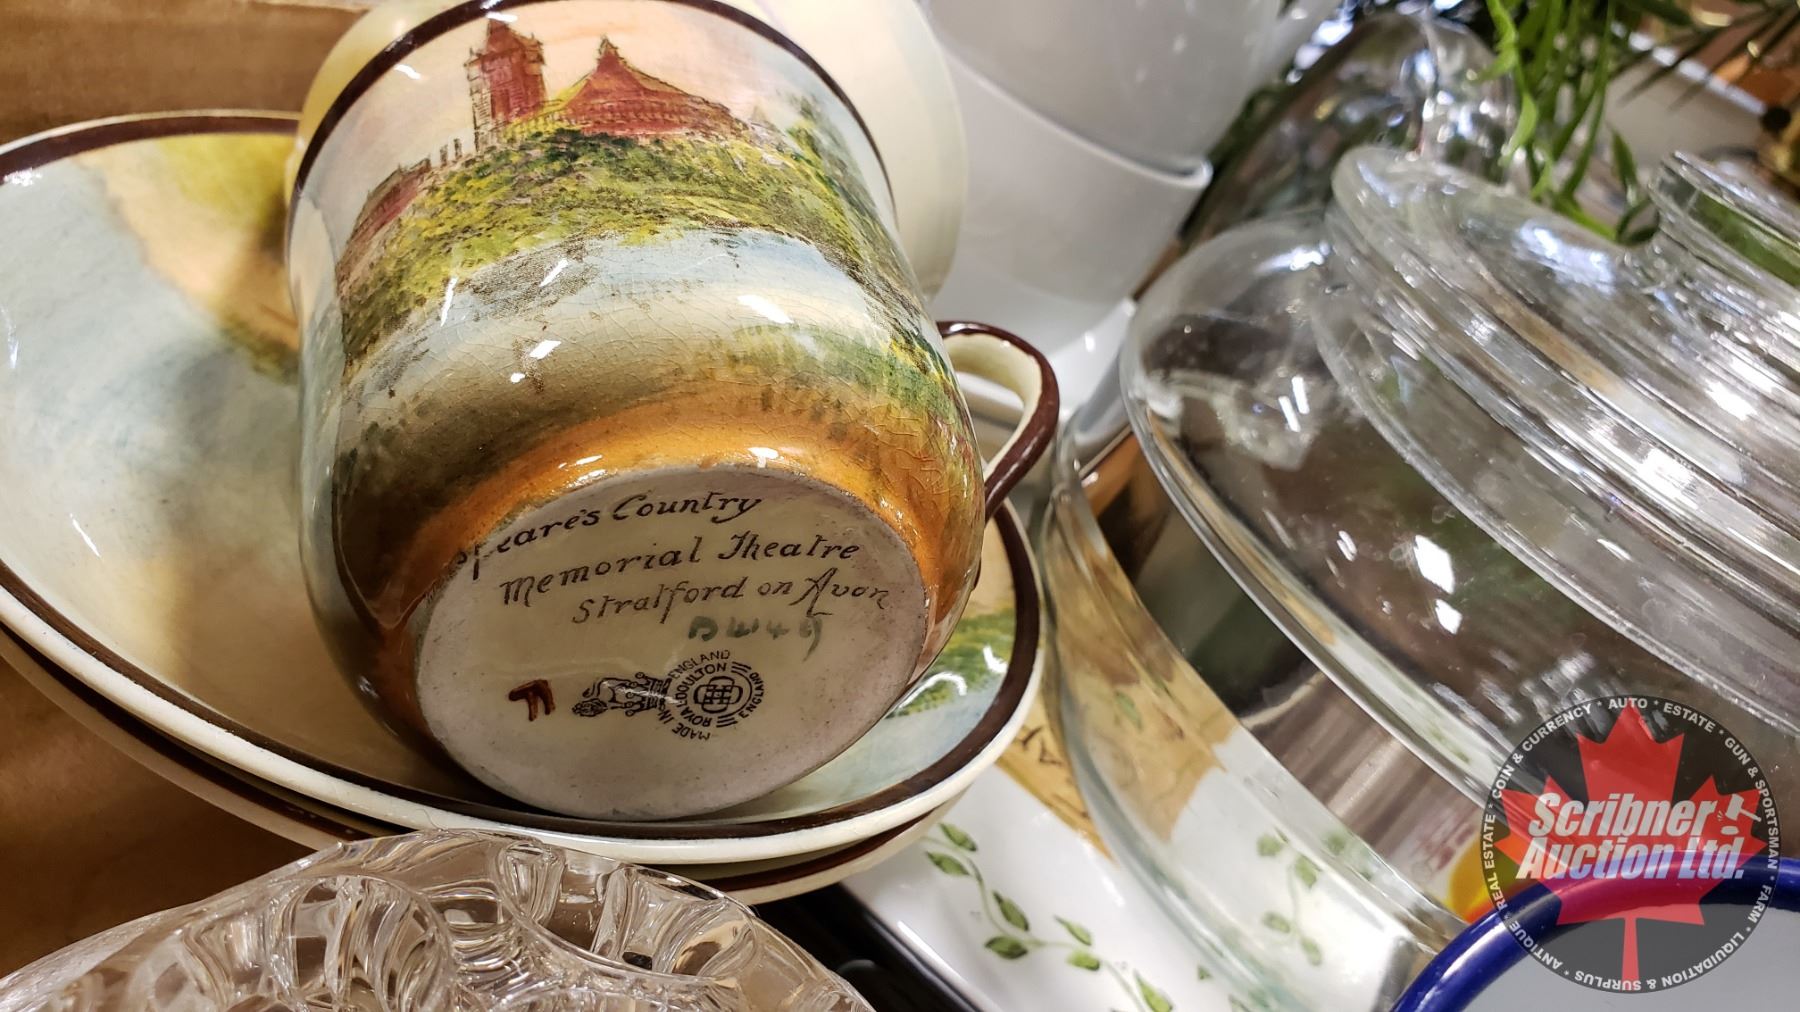 speare's Country
Memorial Theatre
Stratford on Avon
MADE IN ENGLAND
ROYAL DOULTON
ENGLAND
Scribner
Auction Ltd.
ANTIQUE * REAL ESTATE * COIN & CURRENCY * AUTO * ESTATE * GUN & SPORTSMAN * FARM * LIQUIDATION & SURPLUS *